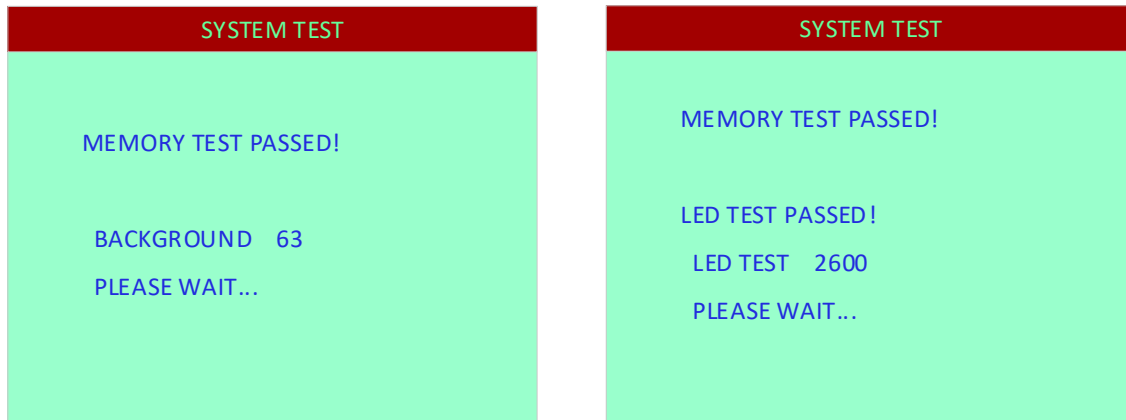 SYSTEM TEST
MEMORY TEST PASSED!
BACKGROUND 63
PLEASE WAIT...
SYSTEM TEST
MEMORY TEST PASSED!
LED TEST PASSED!
LED TEST 2600
PLEASE WAIT...